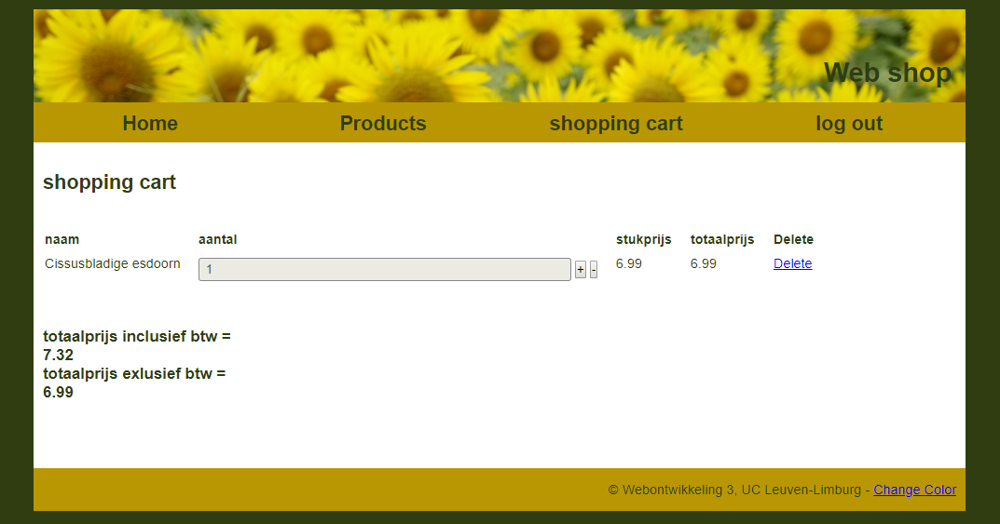 Web shop
Home Products shopping cart log out
shopping cart
naam aantal stukprijs totaalprijs Delete
Cissusbladige esdoorn 1 + - 6.99 6.99 Delete
totaalprijs inclusief btw =
7.32
totaalprijs exlusief btw =
6.99
© Webontwikkeling 3, UC Leuven-Limburg - Change Color